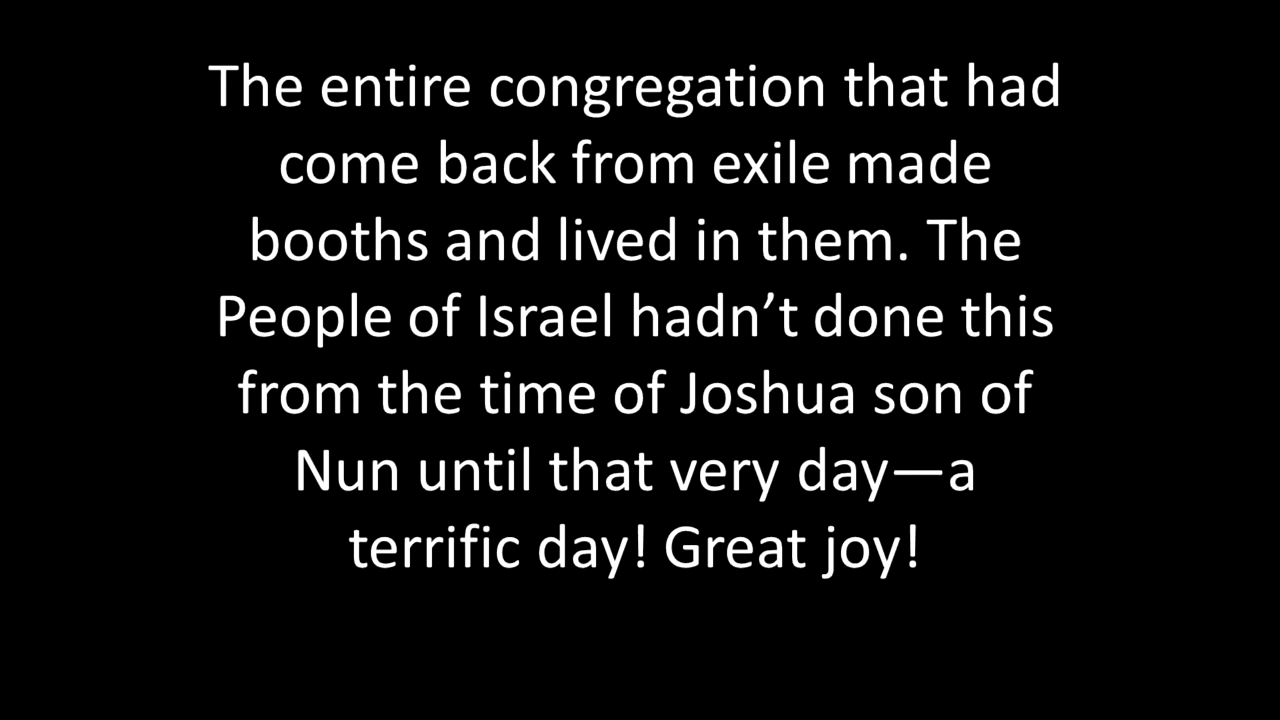 The entire congregation that had
come back from exile made
booths and lived in them. The
People of Israel hadn’t done this
from the time of Joshua son of
Nun until that very day—a
terrific day! Great joy!